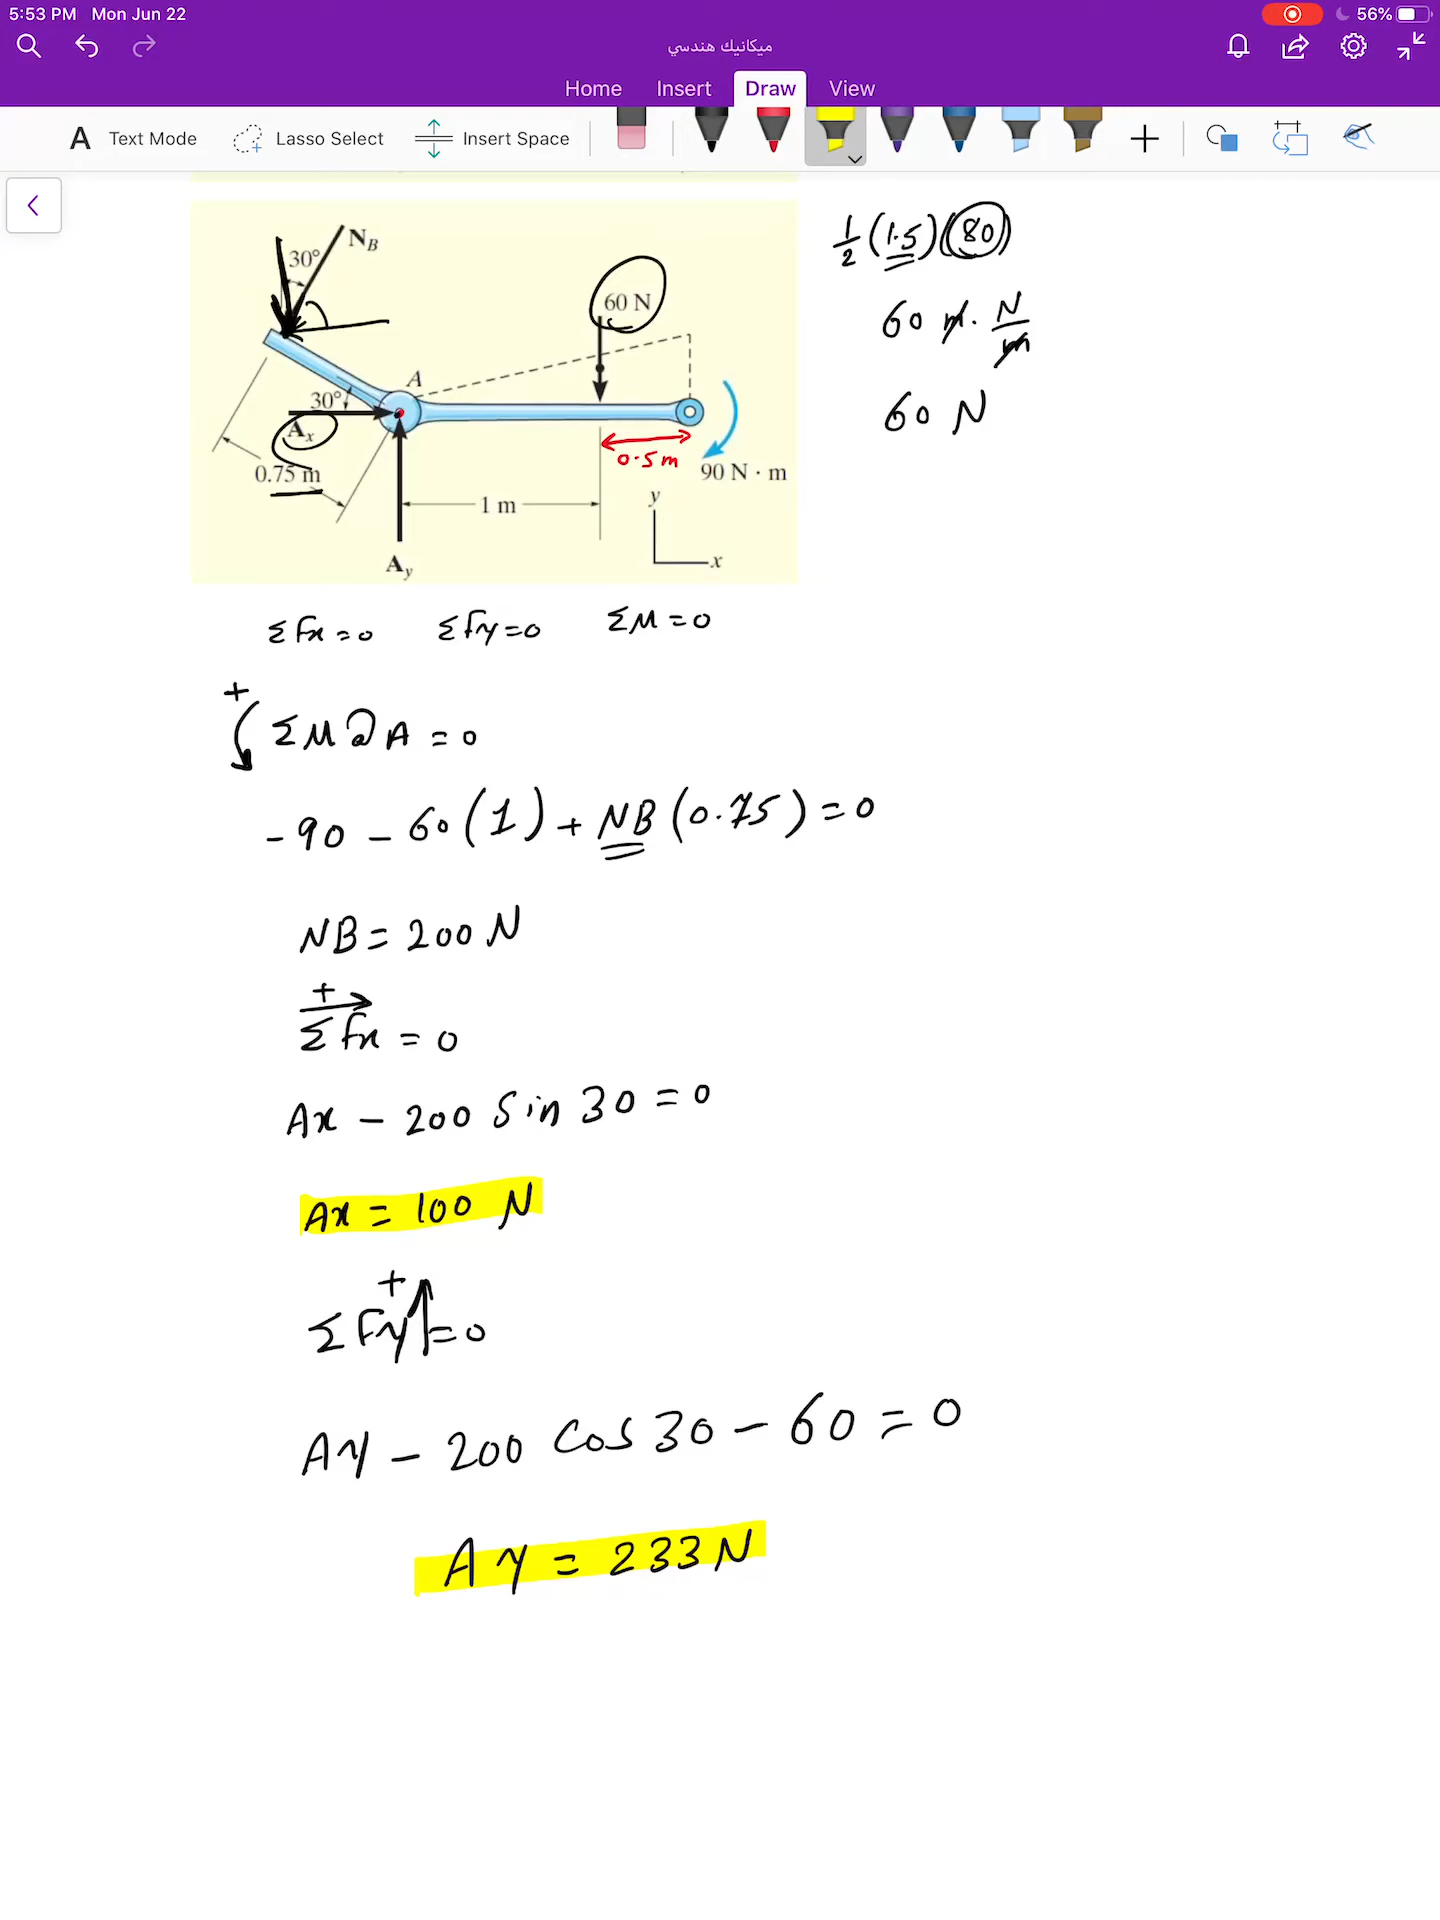 5:53 PM Mon Jun 22
56%
ميكانيك هندسي
Home Insert Draw View
A Text Mode Lasso Select Insert Space
N_B
30°
60 N
A
30°
A_x
0.75 m
0.5 m
90 N · m
1 m
y
x
A_y
1/2 (1.5)(80)
60 m · N/m
60 N
ΣFx = 0 ΣFy = 0 ΣM = 0
+
ΣM @ A = 0
-90 - 60(1) + NB(0.75) = 0
NB = 200 N
+
ΣFx = 0
Ax - 200 Sin 30 = 0
Ax = 100 N
+
ΣFy ↑ = 0
Ay - 200 Cos 30 - 60 = 0
Ay = 233 N